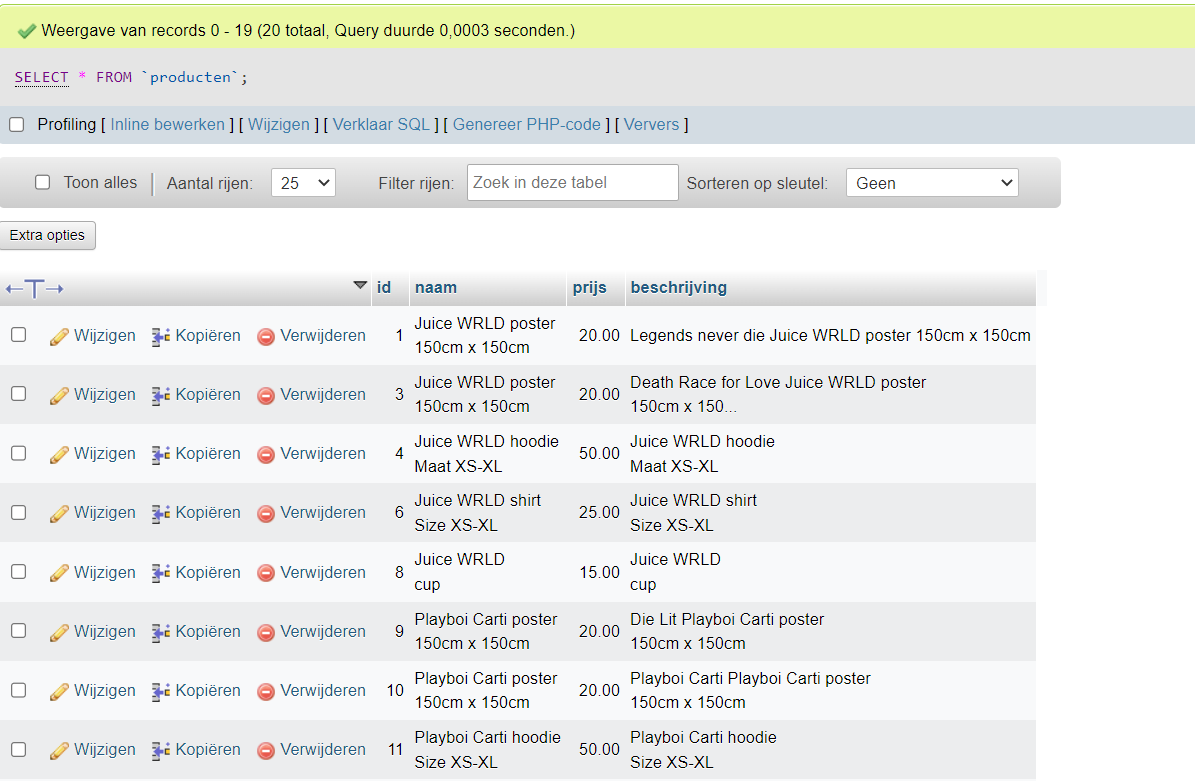 Weergave van records 0 - 19 (20 totaal, Query duurde 0,0003 seconden.)
SELECT * FROM `producten`;
Profiling [ Inline bewerken ] [ Wijzigen ] [ Verklaar SQL ] [ Genereer PHP-code ] [ Ververs ]
Toon alles Aantal rijen: 25 Filter rijen: Zoek in deze tabel Sorteren op sleutel: Geen
Extra opties
←T→ id naam prijs beschrijving
Wijzigen Kopiëren Verwijderen 1 Juice WRLD poster 150cm x 150cm 20.00 Legends never die Juice WRLD poster 150cm x 150cm
Wijzigen Kopiëren Verwijderen 3 Juice WRLD poster 150cm x 150cm 20.00 Death Race for Love Juice WRLD poster 150cm x 150...
Wijzigen Kopiëren Verwijderen 4 Juice WRLD hoodie Maat XS-XL 50.00 Juice WRLD hoodie Maat XS-XL
Wijzigen Kopiëren Verwijderen 6 Juice WRLD shirt Size XS-XL 25.00 Juice WRLD shirt Size XS-XL
Wijzigen Kopiëren Verwijderen 8 Juice WRLD cup 15.00 Juice WRLD cup
Wijzigen Kopiëren Verwijderen 9 Playboi Carti poster 150cm x 150cm 20.00 Die Lit Playboi Carti poster 150cm x 150cm
Wijzigen Kopiëren Verwijderen 10 Playboi Carti poster 150cm x 150cm 20.00 Playboi Carti Playboi Carti poster 150cm x 150cm
Wijzigen Kopiëren Verwijderen 11 Playboi Carti hoodie Size XS-XL 50.00 Playboi Carti hoodie Size XS-XL